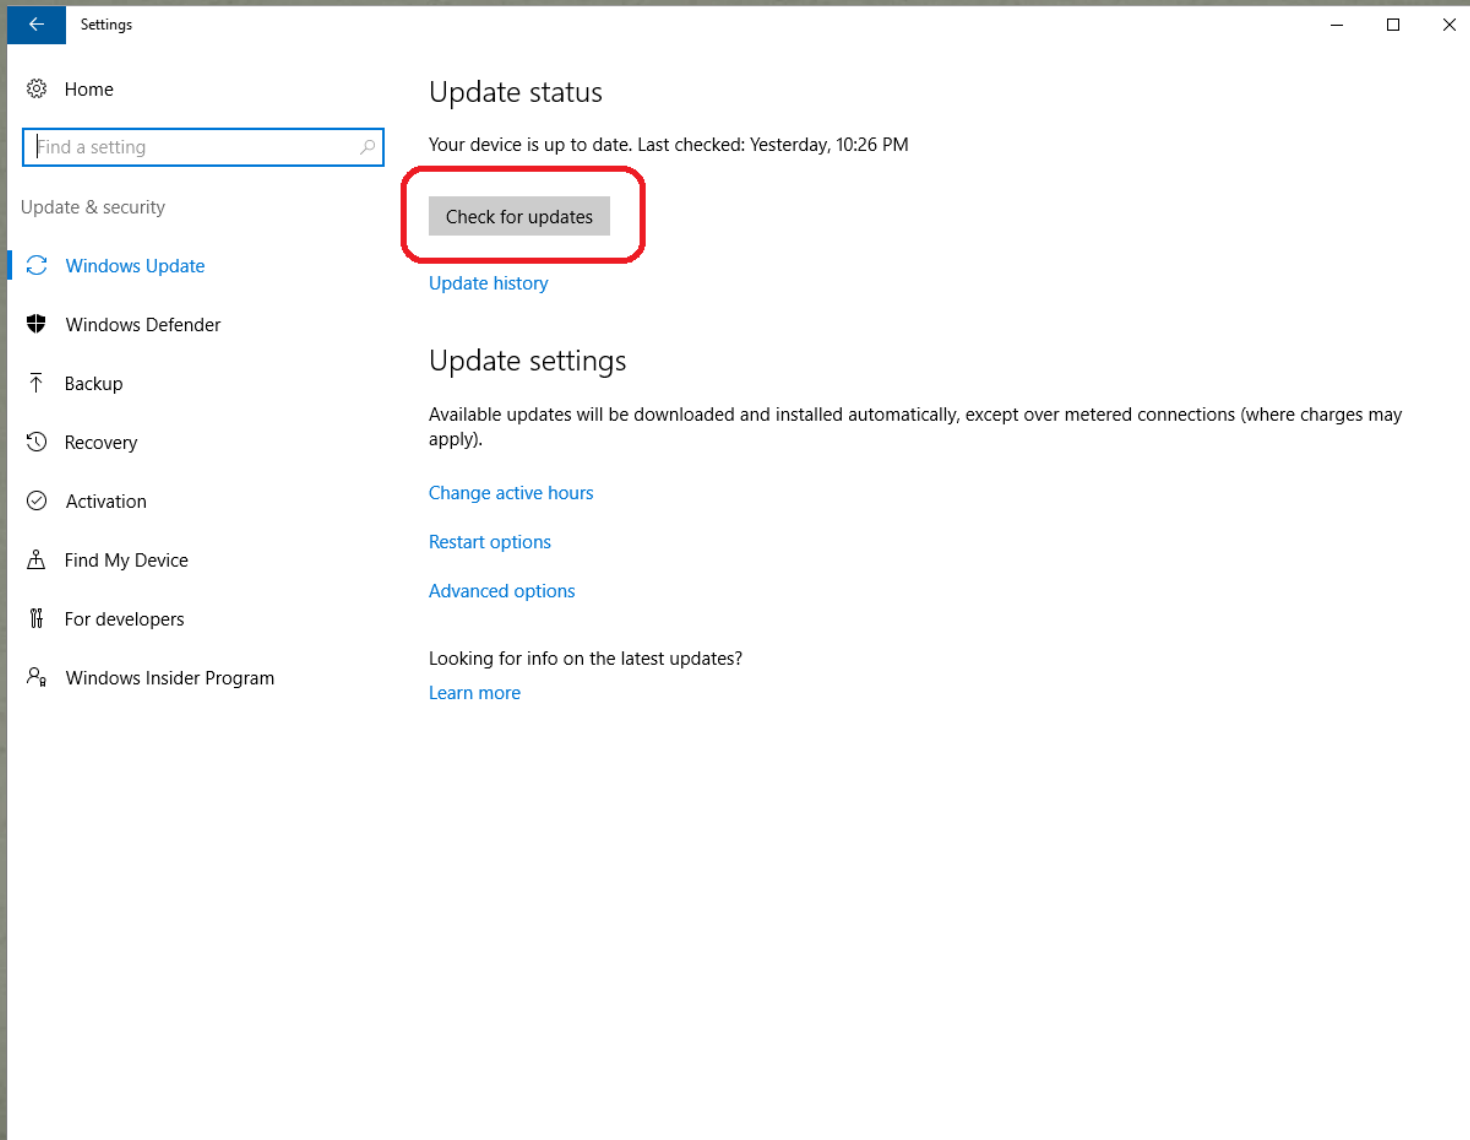 Settings
Home
Find a setting
Update & security
Windows Update
Windows Defender
Backup
Recovery
Activation
Find My Device
For developers
Windows Insider Program
Update status
Your device is up to date. Last checked: Yesterday, 10:26 PM
Check for updates
Update history
Update settings
Available updates will be downloaded and installed automatically, except over metered connections (where charges may
apply).
Change active hours
Restart options
Advanced options
Looking for info on the latest updates?
Learn more